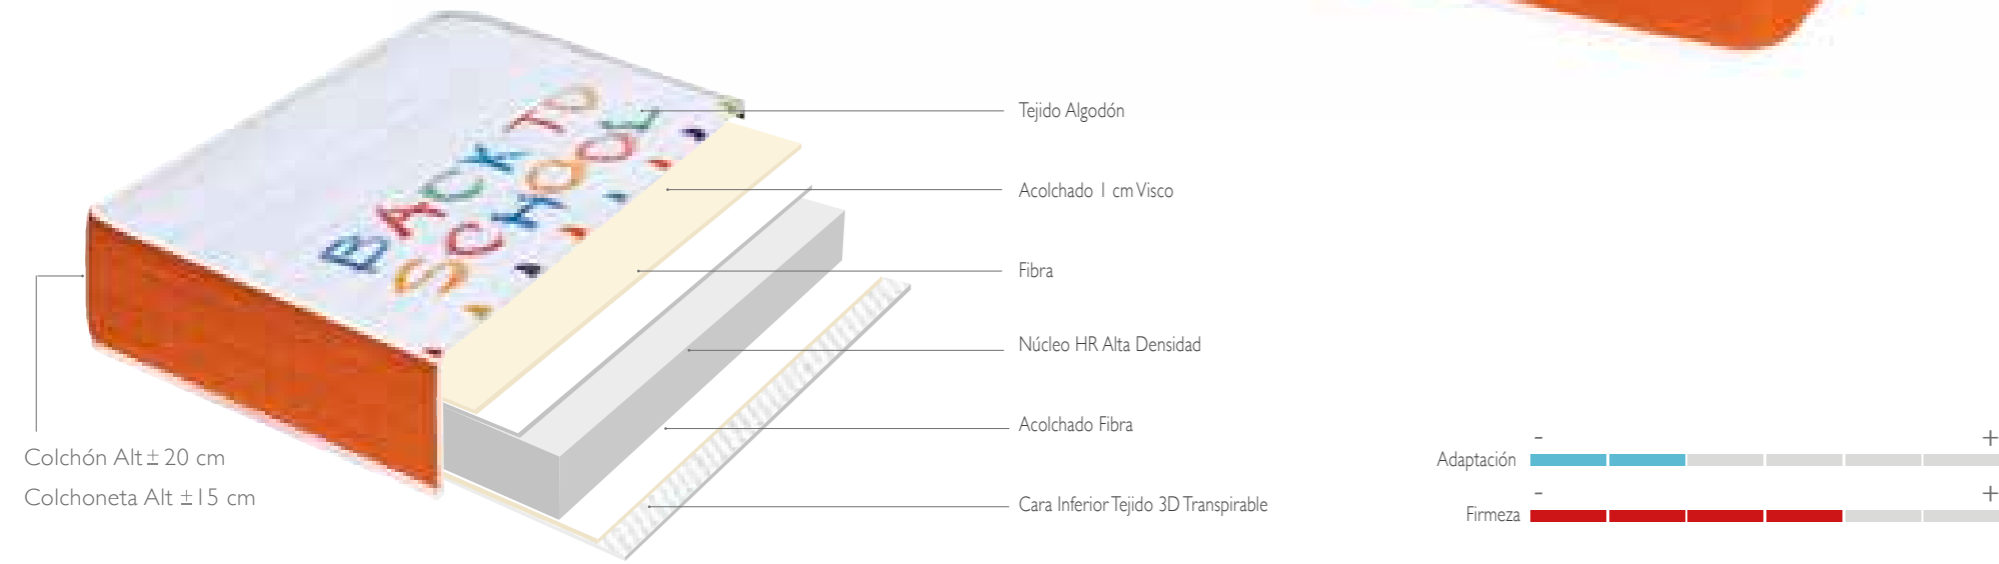 BACK TO
SCHOOL
Tejido Algodón
Acolchado 1 cm Visco
Fibra
Núcleo HR Alta Densidad
Acolchado Fibra
Cara Inferior Tejido 3D Transpirable
Colchón Alt ± 20 cm
Colchoneta Alt ±15 cm
- +
Adaptación
- +
Firmeza